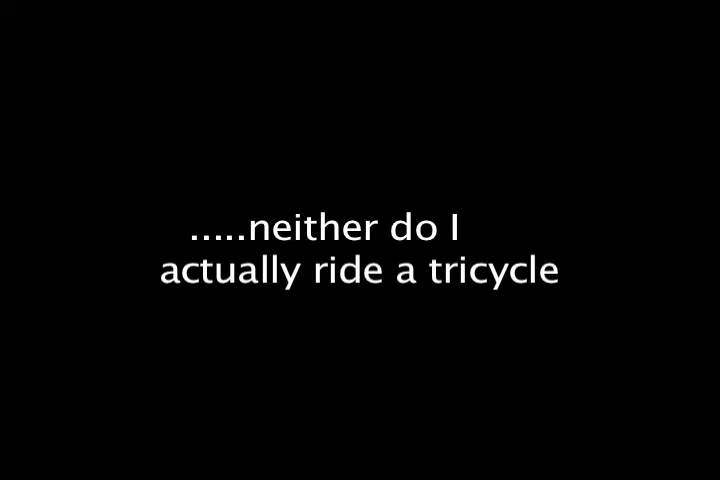 .....neither do I
actually ride a tricycle